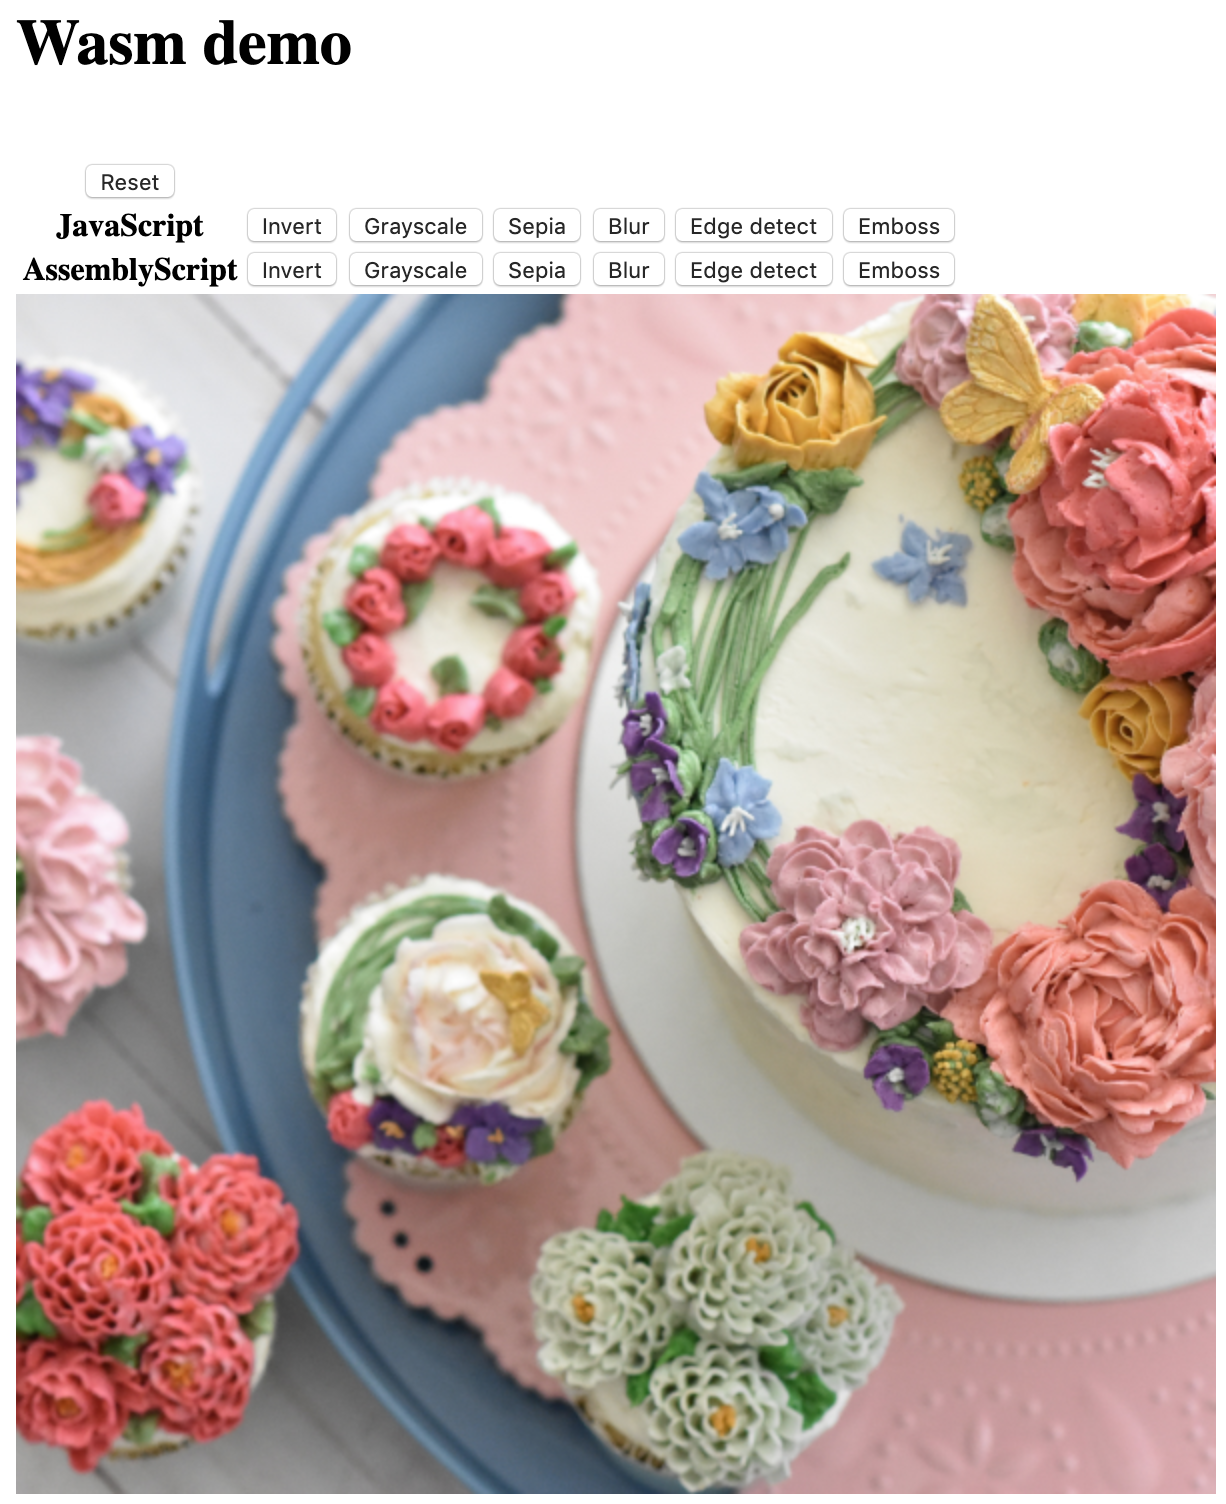 Wasm demo
Reset
JavaScript Invert Grayscale Sepia Blur Edge detect Emboss
AssemblyScript Invert Grayscale Sepia Blur Edge detect Emboss